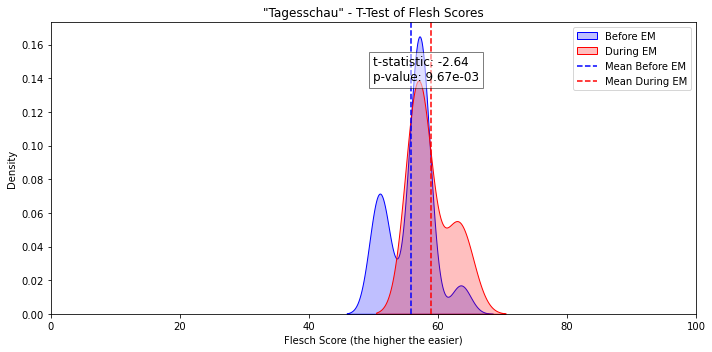 "Tagesschau" - T-Test of Flesh Scores
Before EM
During EM
Mean Before EM
Mean During EM
t-statistic: -2.64
p-value: 9.67e-03
Density
0.16
0.14
0.12
0.10
0.08
0.06
0.04
0.02
0.00
0 20 40 60 80 100
Flesch Score (the higher the easier)